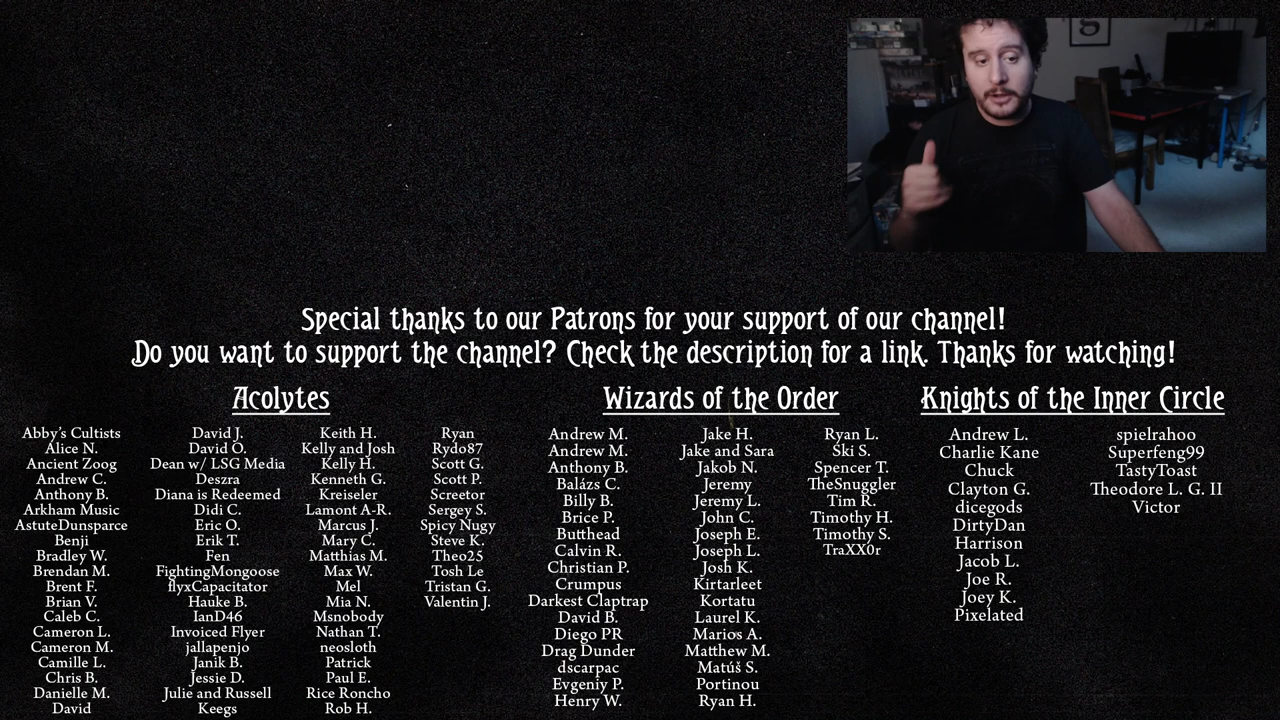 Special thanks to our Patrons for your support of our channel!
Do you want to support the channel? Check the description for a link. Thanks for watching!
Acolytes
Abby's Cultists
Alice N.
Ancient Zoog
Andrew C.
Anthony B.
Arkham Music
AstuteDunsparce
Benji
Bradley W.
Brendan M.
Brent F.
Brian V.
Caleb C.
Cameron L.
Cameron M.
Camille L.
Chris B.
Danielle M.
David
David J.
David O.
Dean w/ LSG Media
Deszra
Diana is Redeemed
Didi C.
Eric O.
Erik T.
Fen
FightingMongoose
flyxCapacitator
Hauke B.
IanD46
Invoiced Flyer
jallapenjo
Janik B.
Jessie D.
Julie and Russell
Keegs
Keith H.
Kelly and Josh
Kelly H.
Kenneth G.
Kreiseler
Lamont A-R.
Marcus J.
Mary C.
Matthias M.
Max W.
Mel
Mia N.
Msnobody
Nathan T.
neosloth
Patrick
Paul E.
Rice Roncho
Rob H.
Ryan
Rydo87
Scott G.
Scott P.
Screetor
Sergey S.
Spicy Nugy
Steve K.
Theo25
Tosh Le
Tristan G.
Valentin J.
Wizards of the Order
Andrew M.
Andrew M.
Anthony B.
Balázs C.
Billy B.
Brice P.
Butthead
Calvin R.
Christian P.
Crumpus
Darkest Claptrap
David B.
Diego PR
Drag Dunder
dscarpac
Evgeniy P.
Henry W.
Jake H.
Jake and Sara
Jakob N.
Jeremy
Jeremy L.
John C.
Joseph E.
Joseph L.
Josh K.
Kirtarleet
Kortatu
Laurel K.
Marios A.
Matthew M.
Matúš S.
Portinou
Ryan H.
Ryan L.
Ski S.
Spencer T.
TheSnuggler
Tim R.
Timothy H.
Timothy S.
TraXX0r
Knights of the Inner Circle
Andrew L.
Charlie Kane
Chuck
Clayton G.
dicegods
DirtyDan
Harrison
Jacob L.
Joe R.
Joey K.
Pixelated
spielrahoo
Superfeng99
TastyToast
Theodore L. G. II
Victor